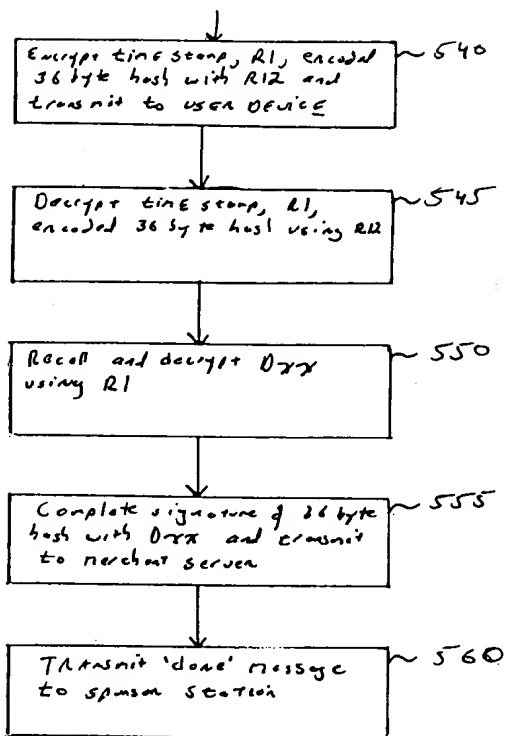 Encrypt time stamp, R1, encoded
36 byte hash with R12 and
transmit to USER DEVICE
540
Decrypt time stamp, R1,
encoded 36 byte hash using R12
545
Recall and decrypt Dxx
using R1
550
Complete signature of 36 byte
hash with Dxx and transmit
to merchant server
555
TRANsmit 'done' message
to sponsor station
560